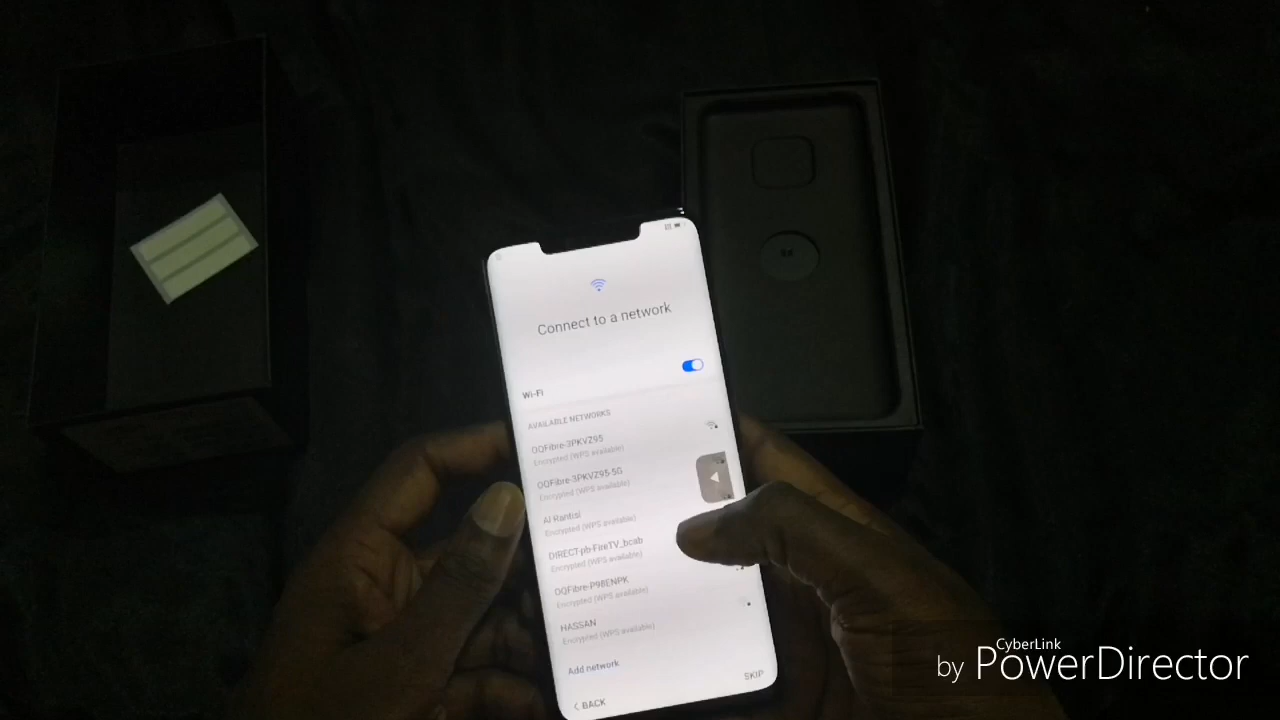 Connect to a network
Wi-Fi
AVAILABLE NETWORKS
OQFibre-3PKVZ95
Encrypted (WPS available)
OQFibre-3PKVZ95-5G
Encrypted (WPS available)
Al Rantisi
Encrypted (WPS available)
DIRECT-pb-FireTV_bcab
Encrypted (WPS available)
OQFibre-P98ENPK
Encrypted (WPS available)
HASSAN
Encrypted (WPS available)
Add network
SKIP
< BACK
CyberLink
by PowerDirector